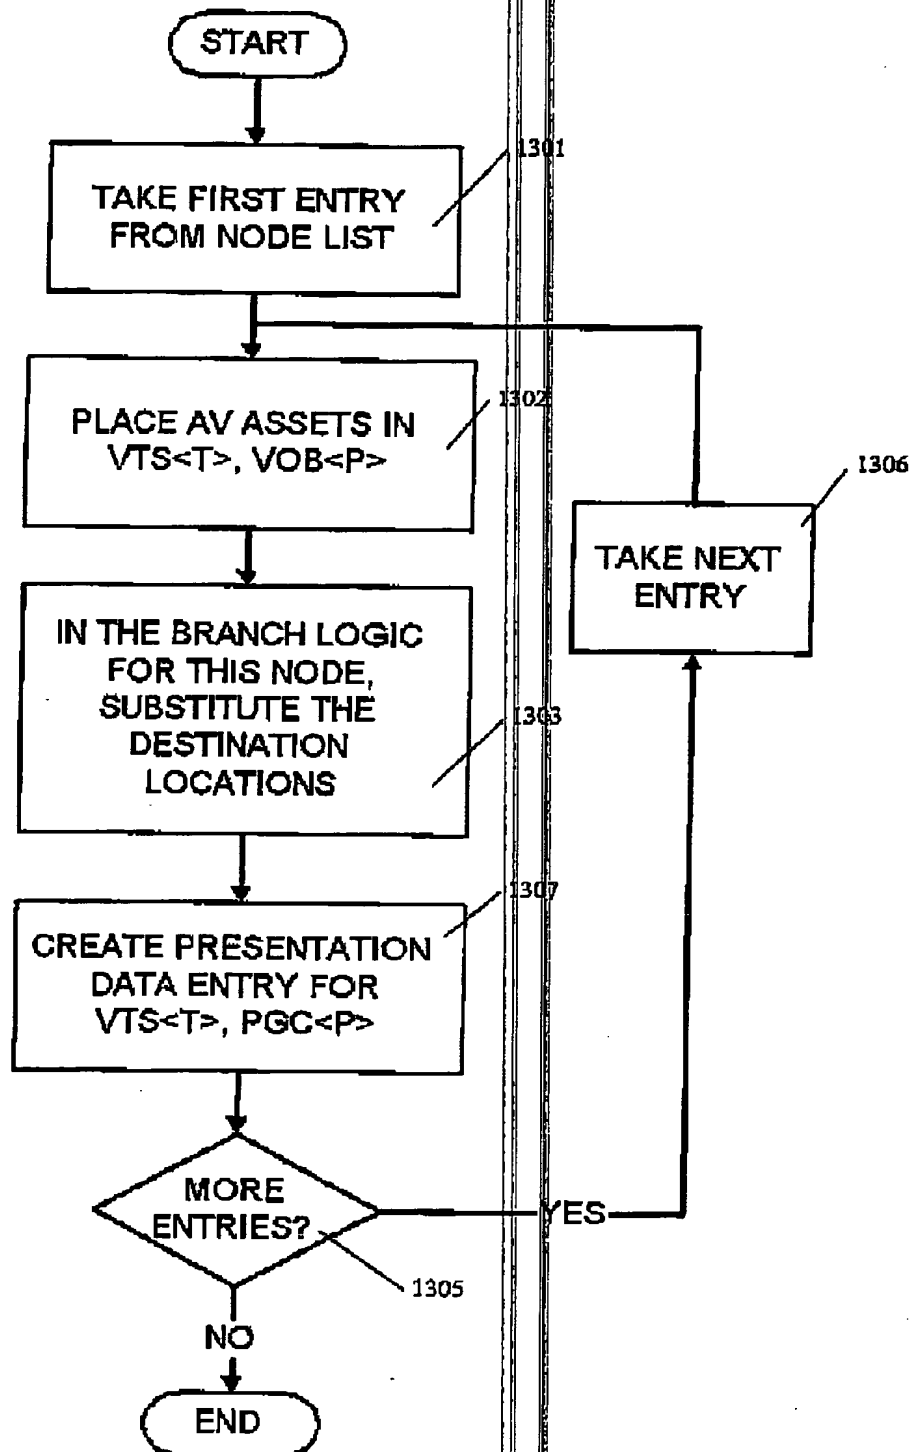 START
1301
TAKE FIRST ENTRY
FROM NODE LIST
1302
PLACE AV ASSETS IN
VTS<T>, VOB<P>
1306
TAKE NEXT
ENTRY
IN THE BRANCH LOGIC
FOR THIS NODE,
SUBSTITUTE THE
DESTINATION
LOCATIONS
1303
1307
CREATE PRESENTATION
DATA ENTRY FOR
VTS<T>, PGC<P>
MORE
ENTRIES?
YES
1305
NO
END